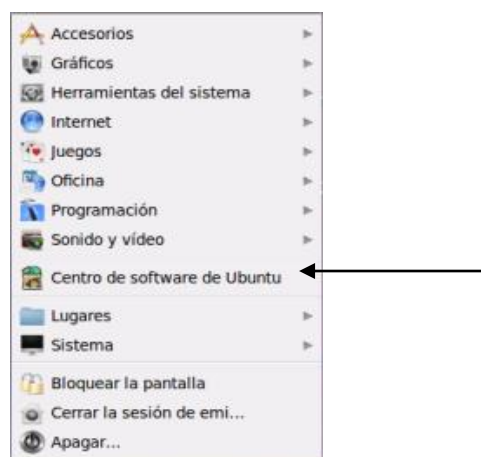 Accesorios
Gráficos
Herramientas del sistema
Internet
Juegos
Oficina
Programación
Sonido y vídeo
Centro de software de Ubuntu
Lugares
Sistema
Bloquear la pantalla
Cerrar la sesión de emi...
Apagar...